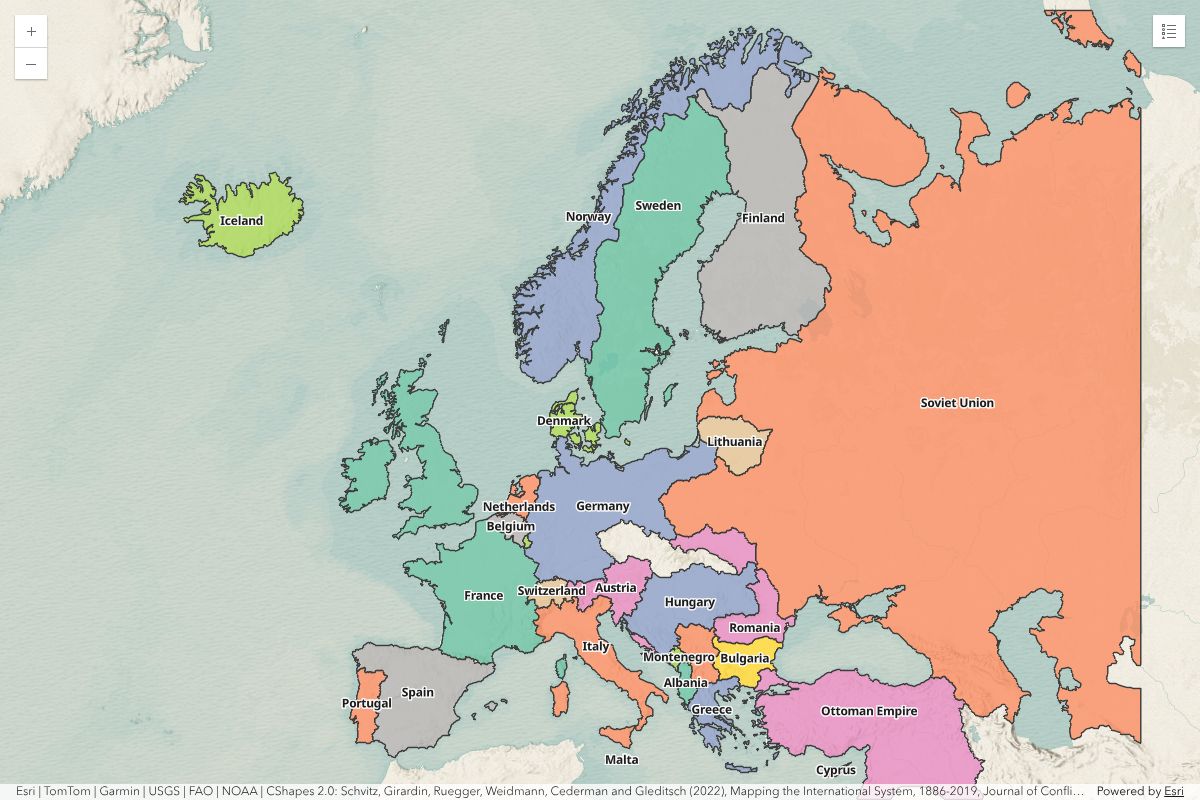 +
−
Iceland
Norway
Sweden
Finland
Soviet Union
Denmark
Lithuania
Netherlands
Germany
Belgium
France
Switzerland
Austria
Hungary
Romania
Italy
Montenegro
Bulgaria
Albania
Portugal
Spain
Greece
Ottoman Empire
Malta
Cyprus
Esri | TomTom | Garmin | USGS | FAO | NOAA | CShapes 2.0: Schvitz, Girardin, Ruegger, Weidmann, Cederman and Gleditsch (2022), Mapping the International System, 1886-2019, Journal of Confli... Powered by Esri